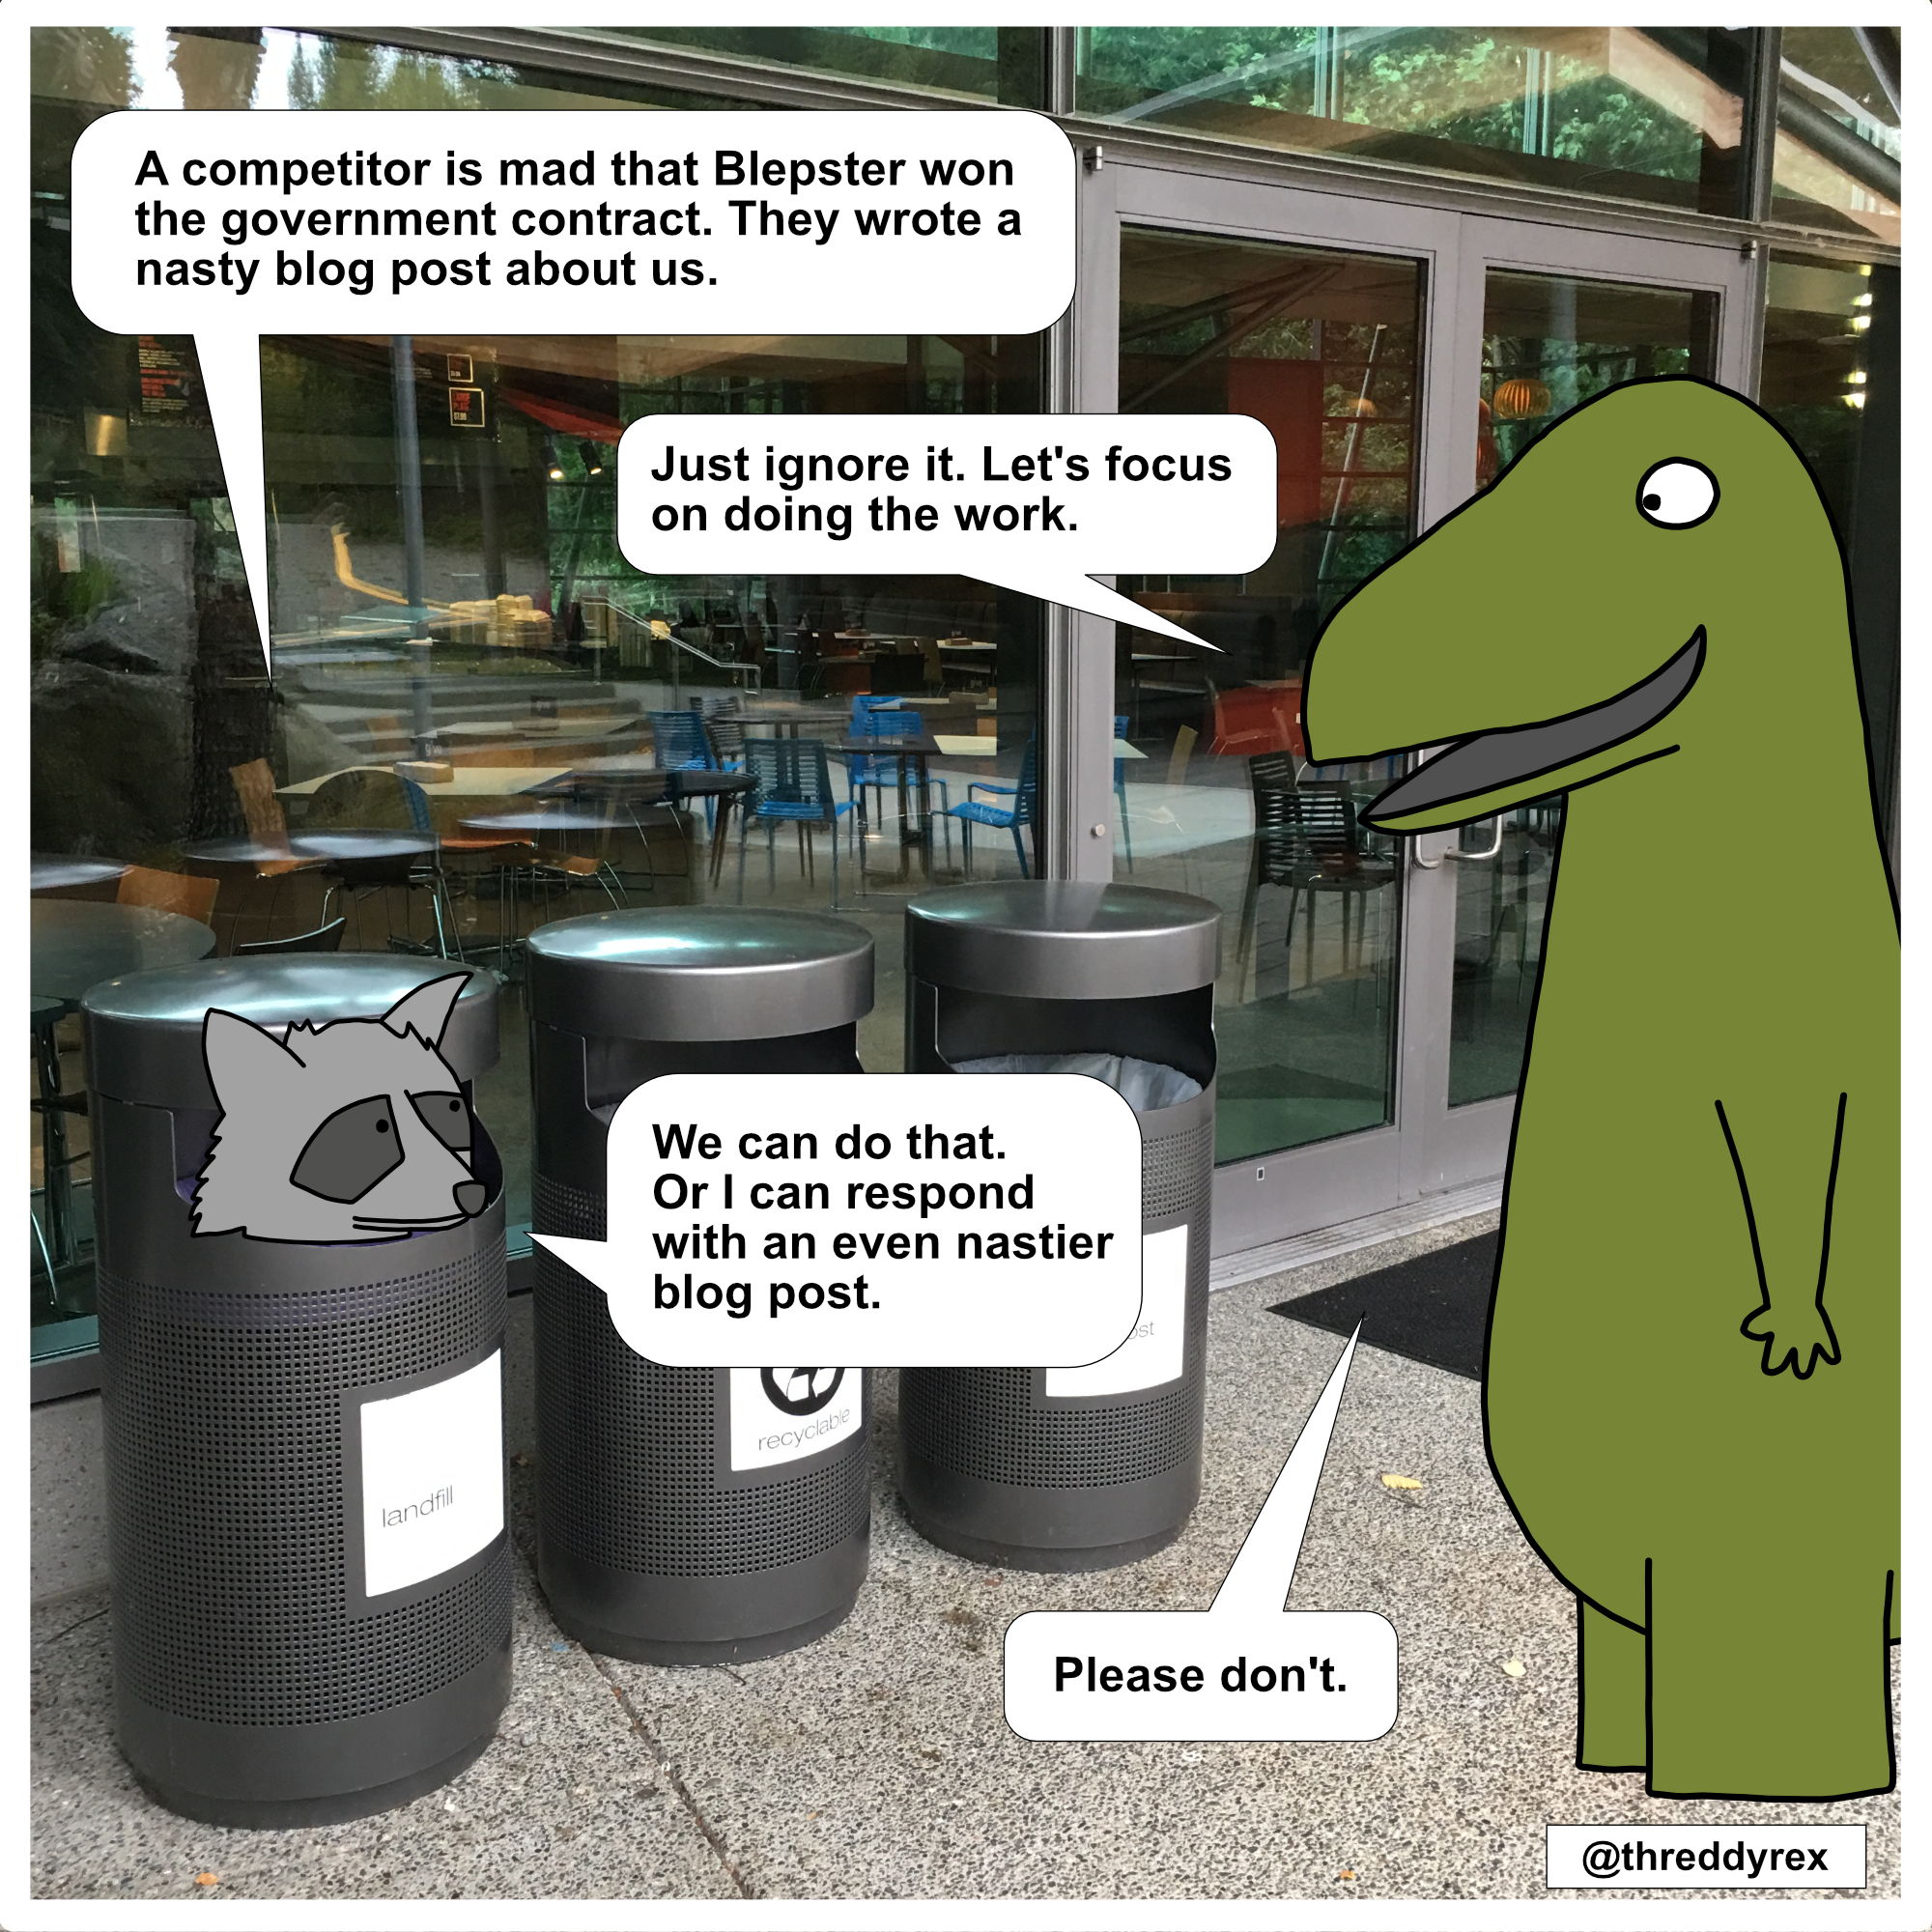 A competitor is mad that Blepster won
the government contract. They wrote a
nasty blog post about us.
Just ignore it. Let's focus
on doing the work.
We can do that.
Or I can respond
with an even nastier
blog post.
recyclable
landfill
Please don't.
@threddyrex